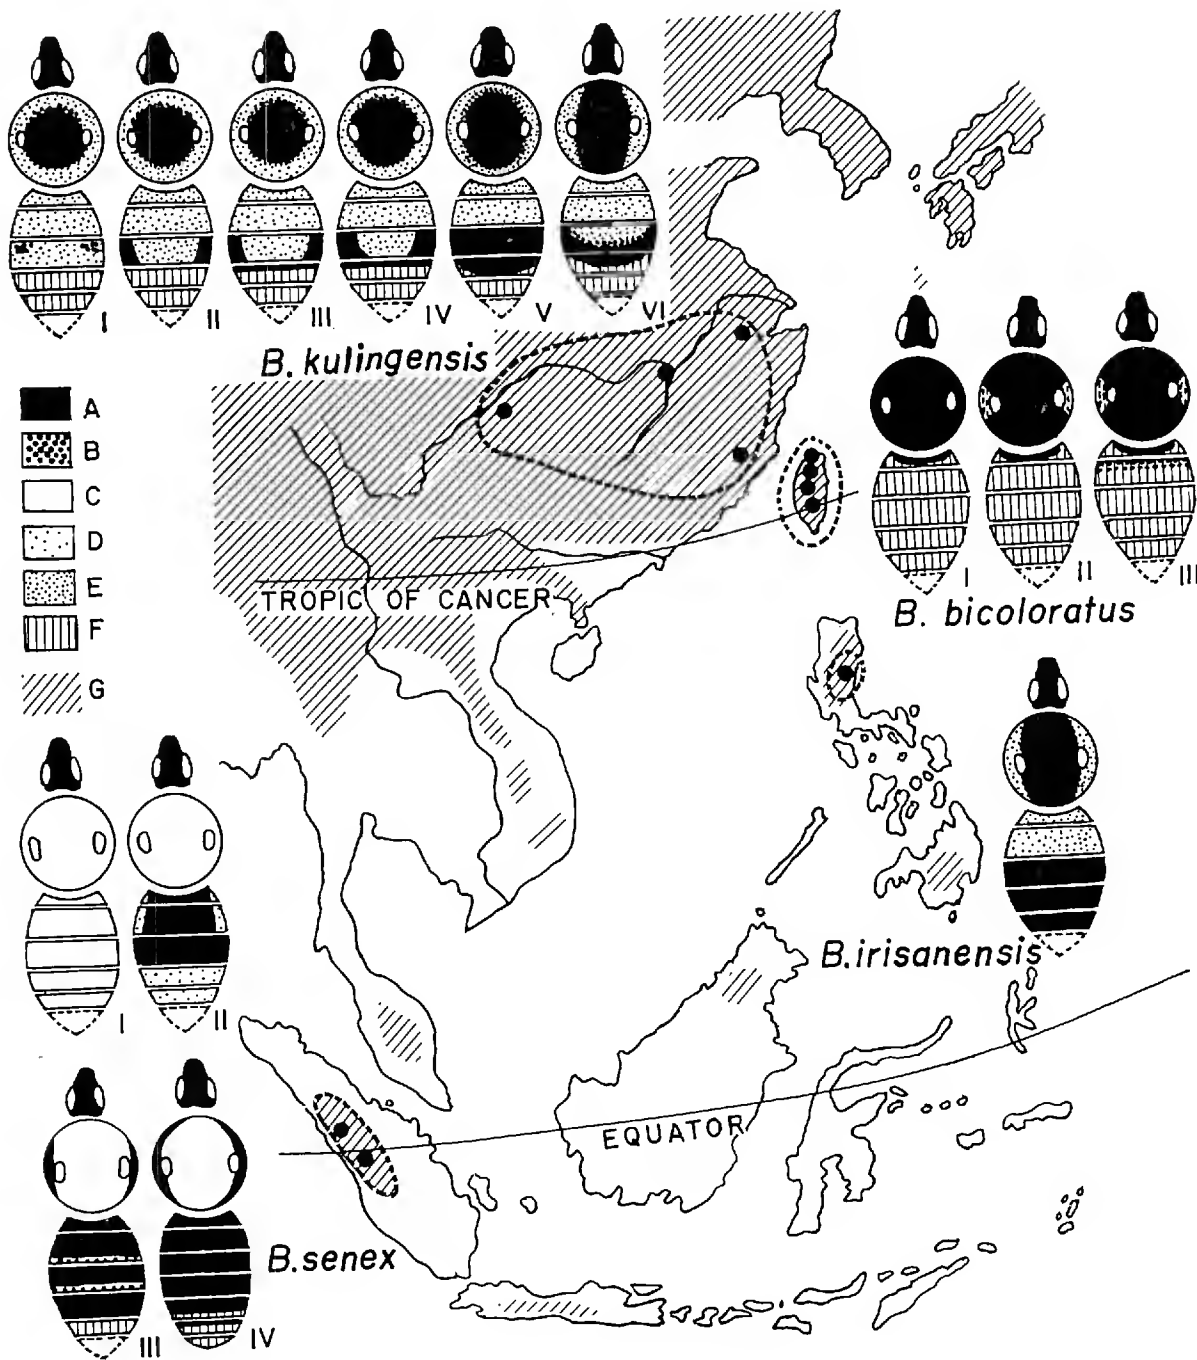 I II III IV V VI
B. kulingensis
A
B
C
D
E
F
G
I II III
B. bicoloratus
TROPIC OF CANCER
B. irisanensis
I II
EQUATOR
B. senex
III IV